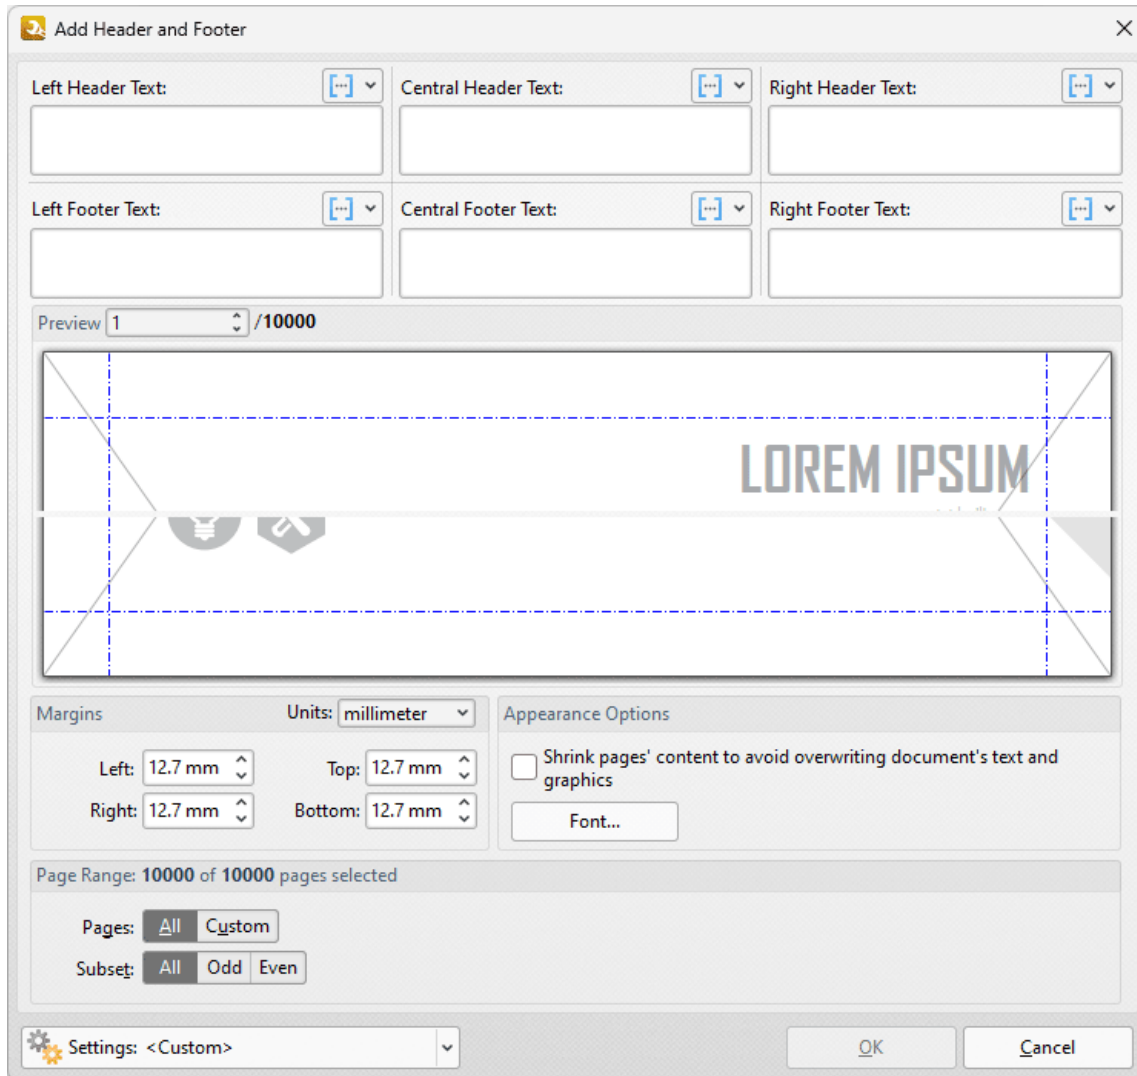 Add Header and Footer
Left Header Text:
Central Header Text:
Right Header Text:
Left Footer Text:
Central Footer Text:
Right Footer Text:
Preview 1 /10000
LOREM IPSUM
Margins
Units: millimeter
Left: 12.7 mm
Top: 12.7 mm
Right: 12.7 mm
Bottom: 12.7 mm
Appearance Options
Shrink pages' content to avoid overwriting document's text and
graphics
Font...
Page Range: 10000 of 10000 pages selected
Pages: All Custom
Subset: All Odd Even
Settings: <Custom>
OK
Cancel